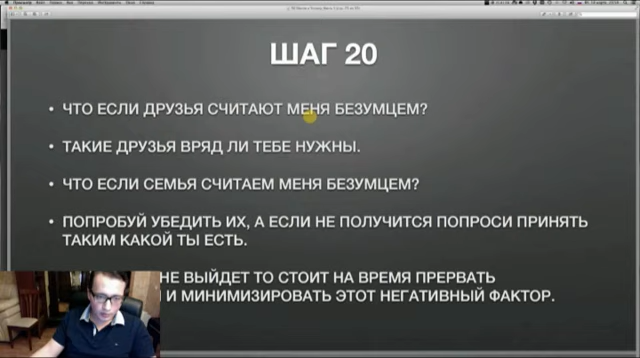 ШАГ 20
• ЧТО ЕСЛИ ДРУЗЬЯ СЧИТАЮТ МЕНЯ БЕЗУМЦЕМ?
• ТАКИЕ ДРУЗЬЯ ВРЯД ЛИ ТЕБЕ НУЖНЫ.
• ЧТО ЕСЛИ СЕМЬЯ СЧИТАЕМ МЕНЯ БЕЗУМЦЕМ?
• ПОПРОБУЙ УБЕДИТЬ ИХ, А ЕСЛИ НЕ ПОЛУЧИТСЯ ПОПРОСИ ПРИНЯТЬ
ТАКИМ КАКОЙ ТЫ ЕСТЬ.
НЕ ВЫЙДЕТ ТО СТОИТ НА ВРЕМЯ ПРЕРВАТЬ
И МИНИМИЗИРОВАТЬ ЭТОТ НЕГАТИВНЫЙ ФАКТОР.